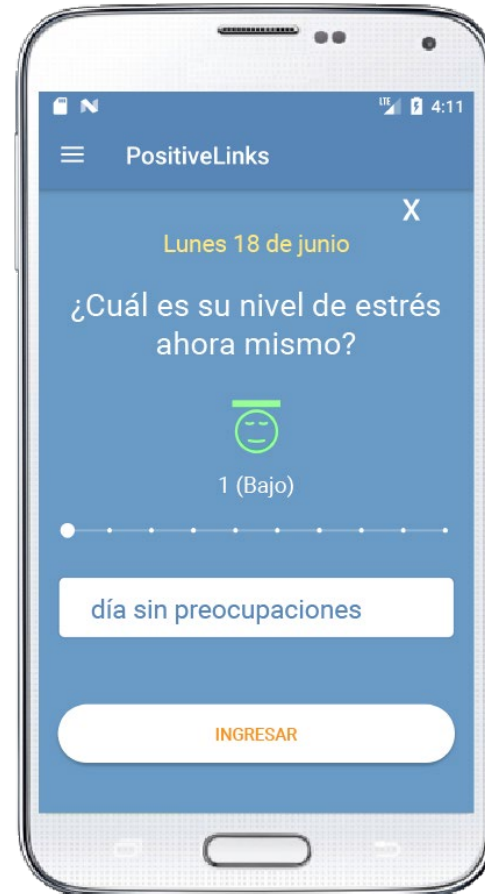 LTE 4:11
PositiveLinks
X
Lunes 18 de junio
¿Cuál es su nivel de estrés
ahora mismo?
1 (Bajo)
día sin preocupaciones
INGRESAR